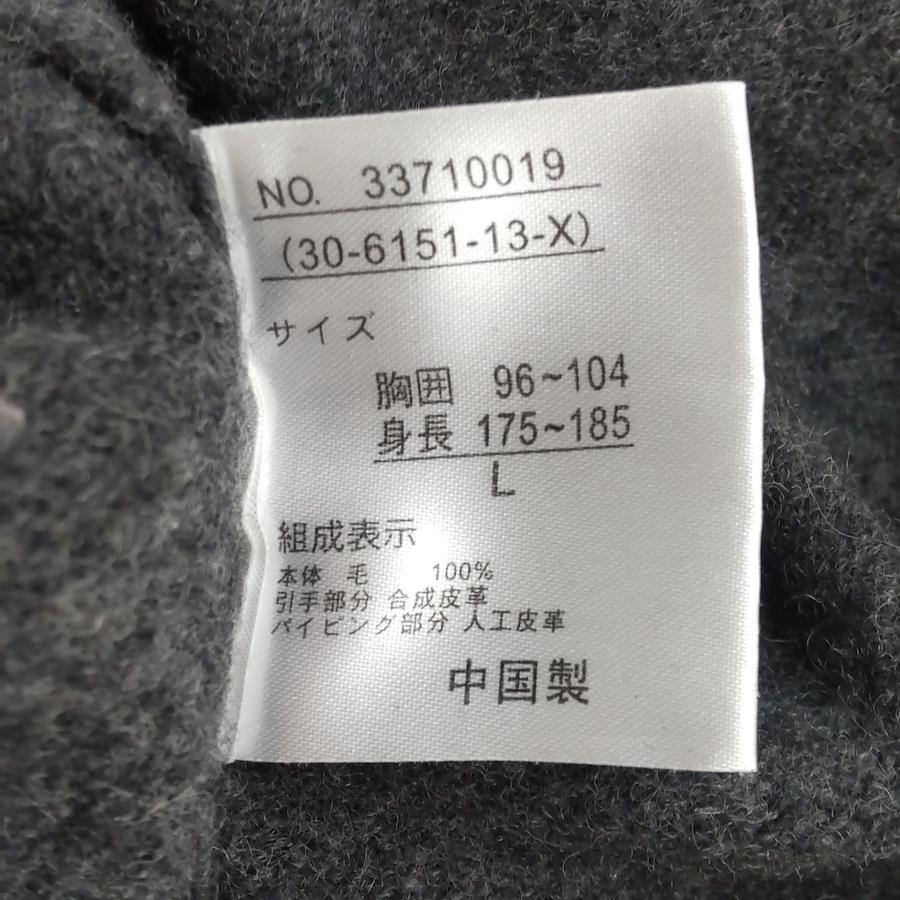 NO. 33710019
(30-6151-13-X)
サイズ
胸囲 96~104
身長 175~185
L
組成表示
本体 毛 100%
引手部分 合成皮革
パイピング部分 人工皮革
中国製